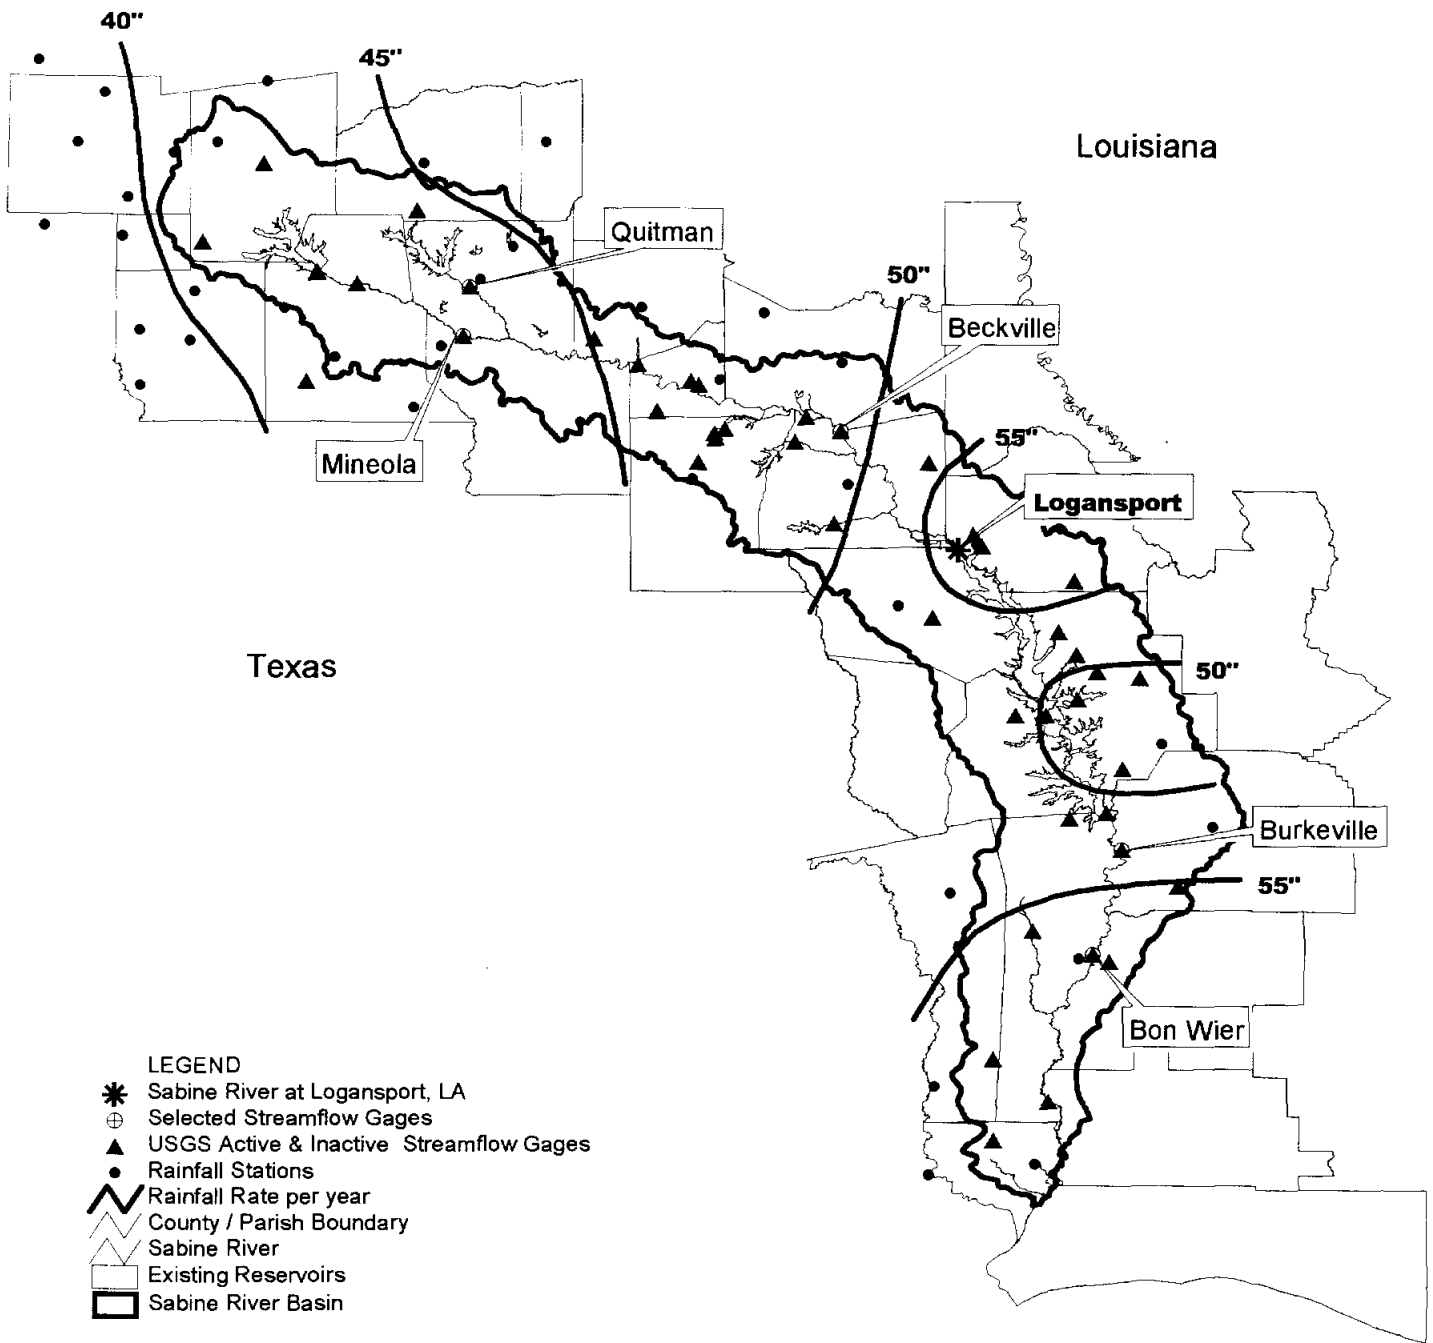 40"
45"
Louisiana
Quitman
50"
Beckville
55"
Mineola
Logansport
Texas
50"
Burkeville
55"
Bon Wier
LEGEND
Sabine River at Logansport, LA
Selected Streamflow Gages
USGS Active & Inactive Streamflow Gages
Rainfall Stations
Rainfall Rate per year
County / Parish Boundary
Sabine River
Existing Reservoirs
Sabine River Basin